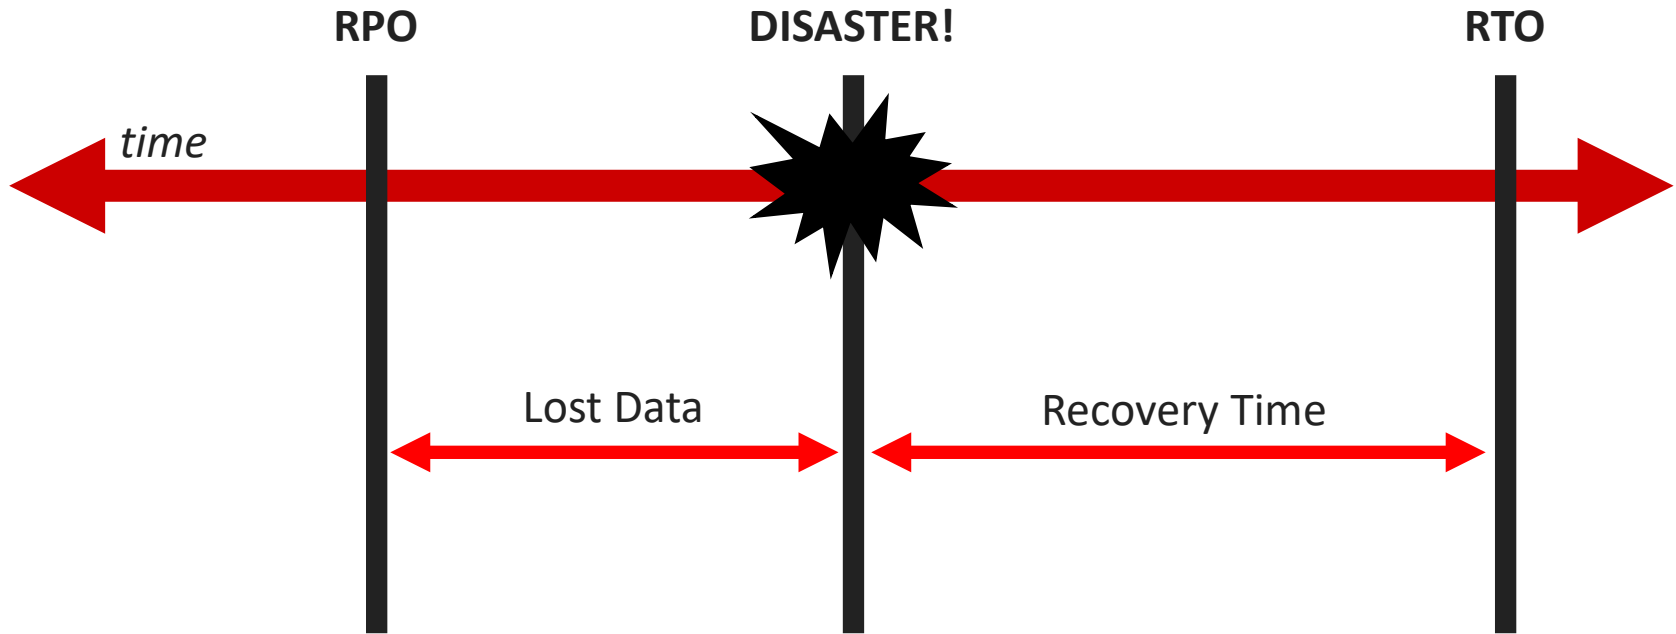 RPO
DISASTER!
RTO
time
Lost Data
Recovery Time